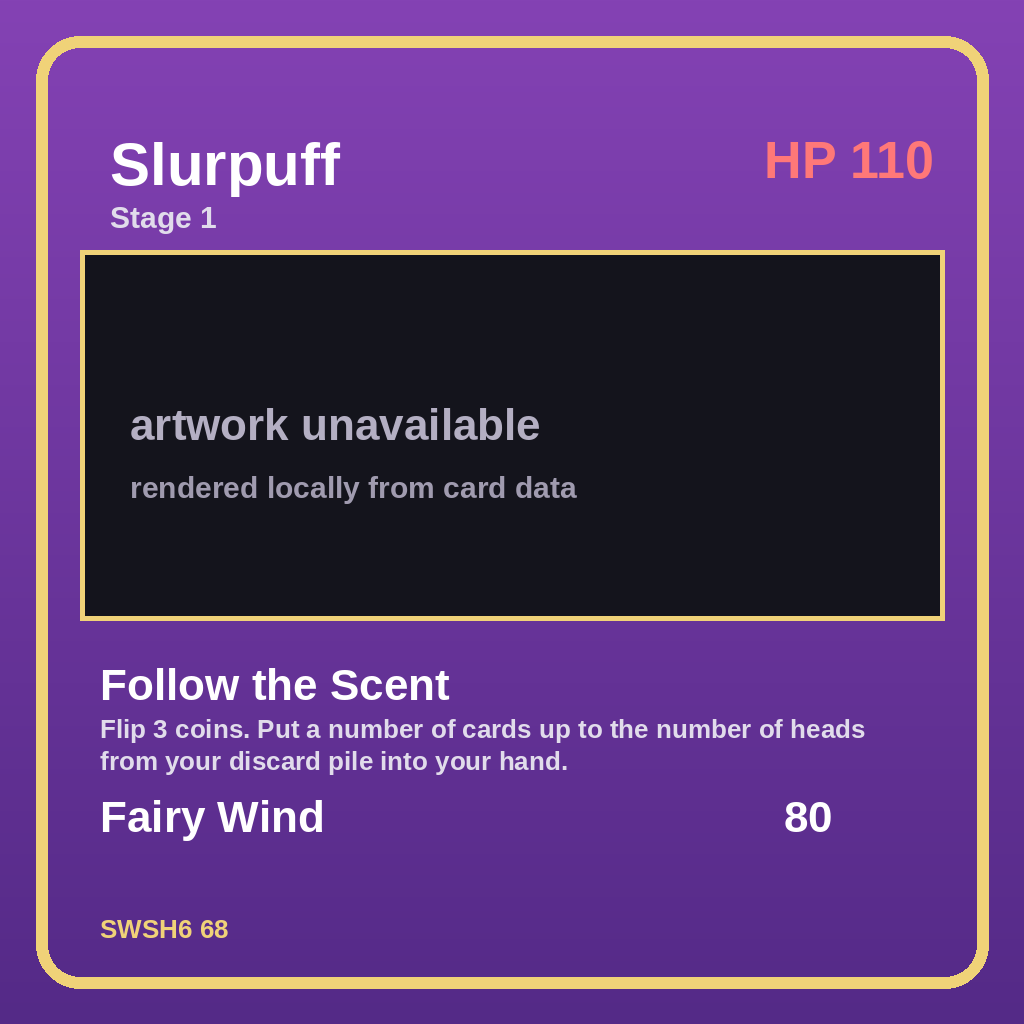 Slurpuff
HP 110
Stage 1
artwork unavailable
rendered locally from card data
Follow the Scent
Flip 3 coins. Put a number of cards up to the number of heads
from your discard pile into your hand.
Fairy Wind
80
SWSH6 68